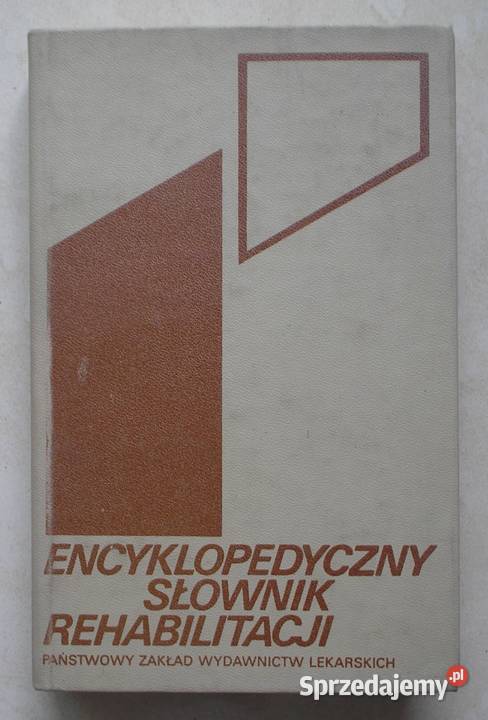 ENCYKLOPEDYCZNY
SŁOWNIK
REHABILITACJI
PAŃSTWOWY ZAKŁAD WYDAWNICTW LEKARSKICH
Sprzedajemy.pl